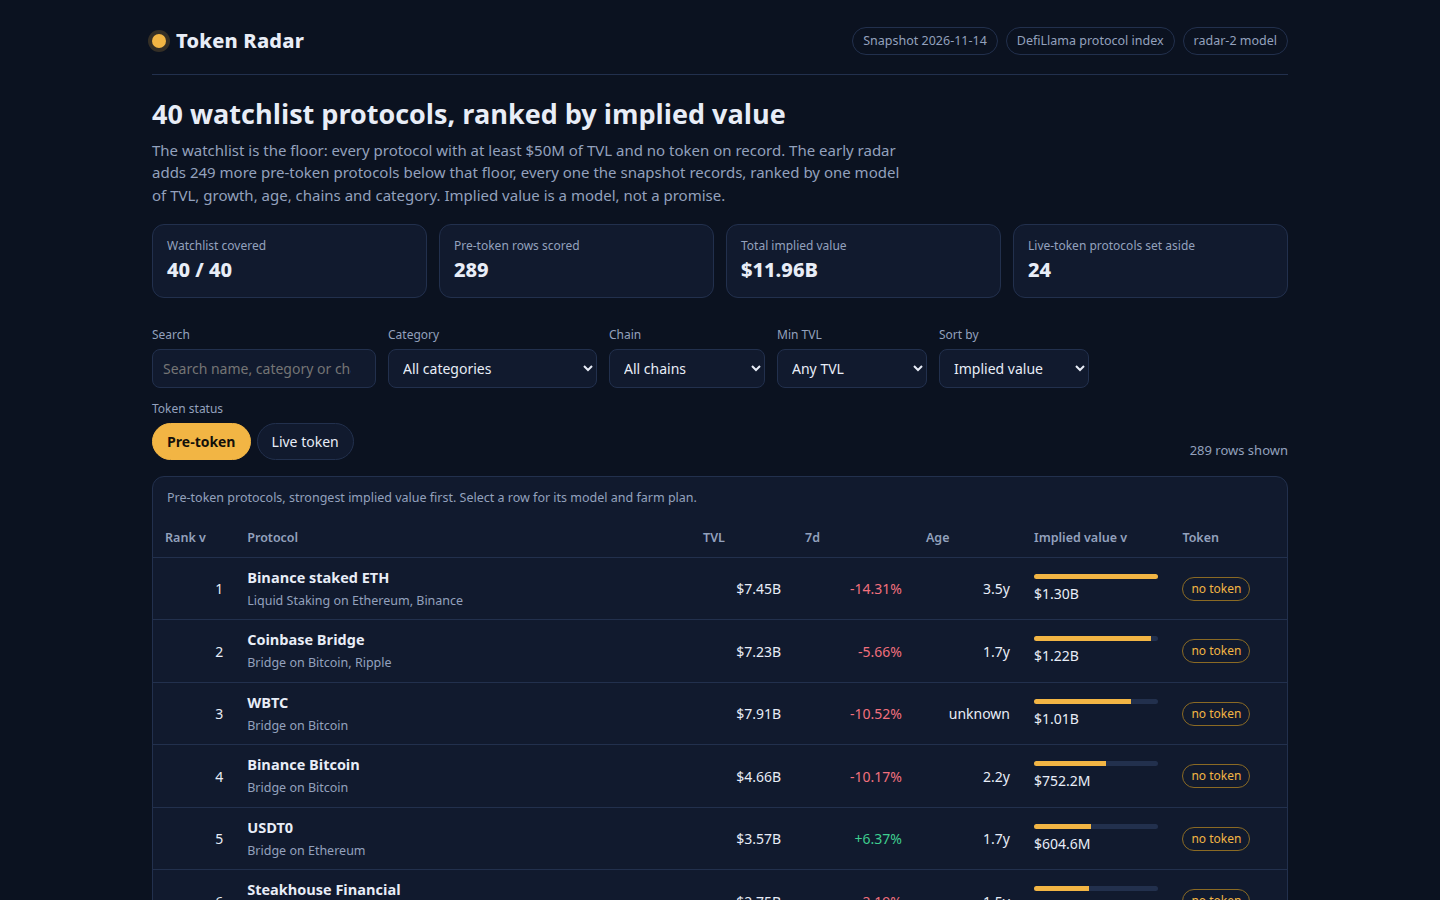 Token Radar
Snapshot 2026-11-14
DefiLlama protocol index
radar-2 model
40 watchlist protocols, ranked by implied value
The watchlist is the floor: every protocol with at least $50M of TVL and no token on record. The early radar
adds 249 more pre-token protocols below that floor, every one the snapshot records, ranked by one model
of TVL, growth, age, chains and category. Implied value is a model, not a promise.
Watchlist covered
40 / 40
Pre-token rows scored
289
Total implied value
$11.96B
Live-token protocols set aside
24
Search
Category
Chain
Min TVL
Sort by
Search name, category or ch
All categories
All chains
Any TVL
Implied value
Token status
Pre-token
Live token
289 rows shown
Pre-token protocols, strongest implied value first. Select a row for its model and farm plan.
Rank v Protocol TVL 7d Age Implied value v Token
1 Binance staked ETH $7.45B -14.31% 3.5y $1.30B no token
Liquid Staking on Ethereum, Binance
2 Coinbase Bridge $7.23B -5.66% 1.7y $1.22B no token
Bridge on Bitcoin, Ripple
3 WBTC $7.91B -10.52% unknown $1.01B no token
Bridge on Bitcoin
4 Binance Bitcoin $4.66B -10.17% 2.2y $752.2M no token
Bridge on Bitcoin
5 USDT0 $3.57B +6.37% 1.7y $604.6M no token
Bridge on Ethereum
Steakhouse Financial